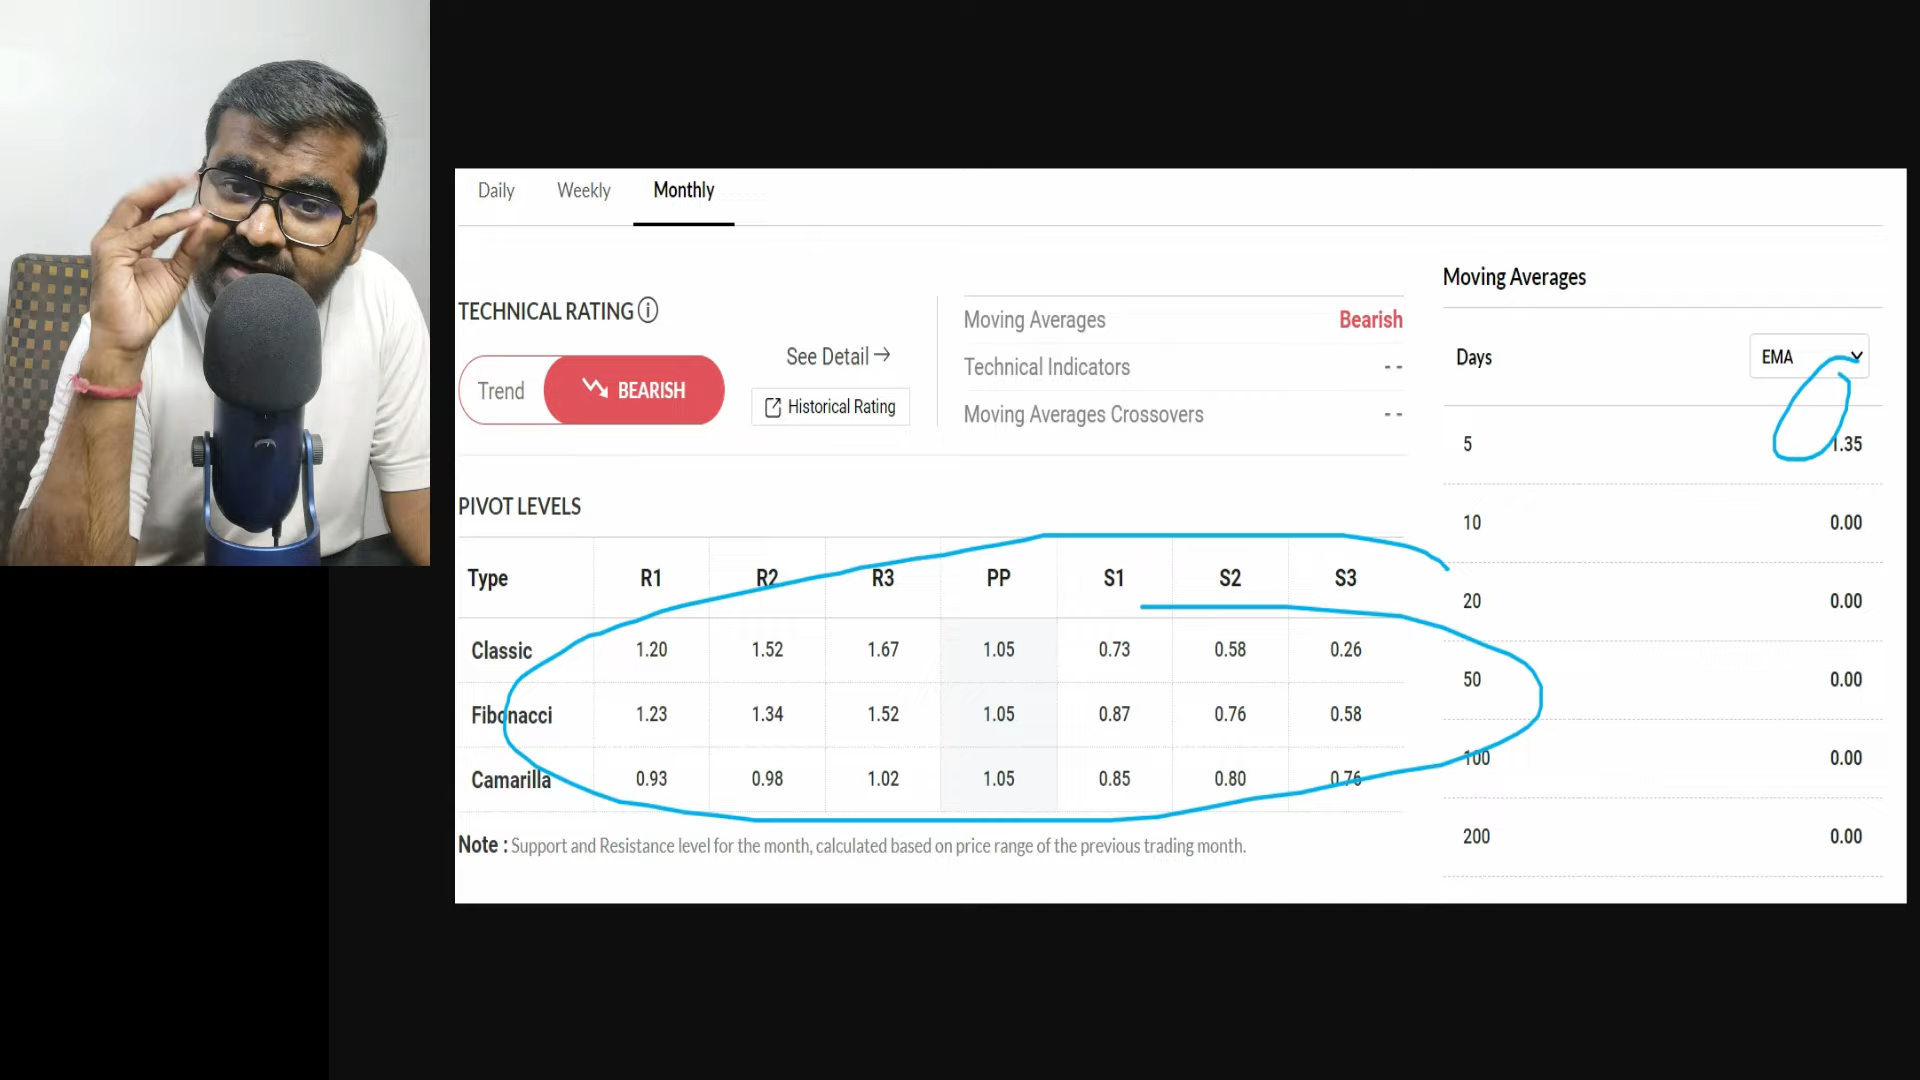 Daily Weekly Monthly
TECHNICAL RATING
Trend BEARISH
See Detail →
Historical Rating
Moving Averages Bearish
Technical Indicators - -
Moving Averages Crossovers - -
PIVOT LEVELS
Type R1 R2 R3 PP S1 S2 S3
Classic 1.20 1.52 1.67 1.05 0.73 0.58 0.26
Fibonacci 1.23 1.34 1.52 1.05 0.87 0.76 0.58
Camarilla 0.93 0.98 1.02 1.05 0.85 0.80 0.76
Note : Support and Resistance level for the month, calculated based on price range of the previous trading month.
Moving Averages
Days EMA
5 1.35
10 0.00
20 0.00
50 0.00
100 0.00
200 0.00